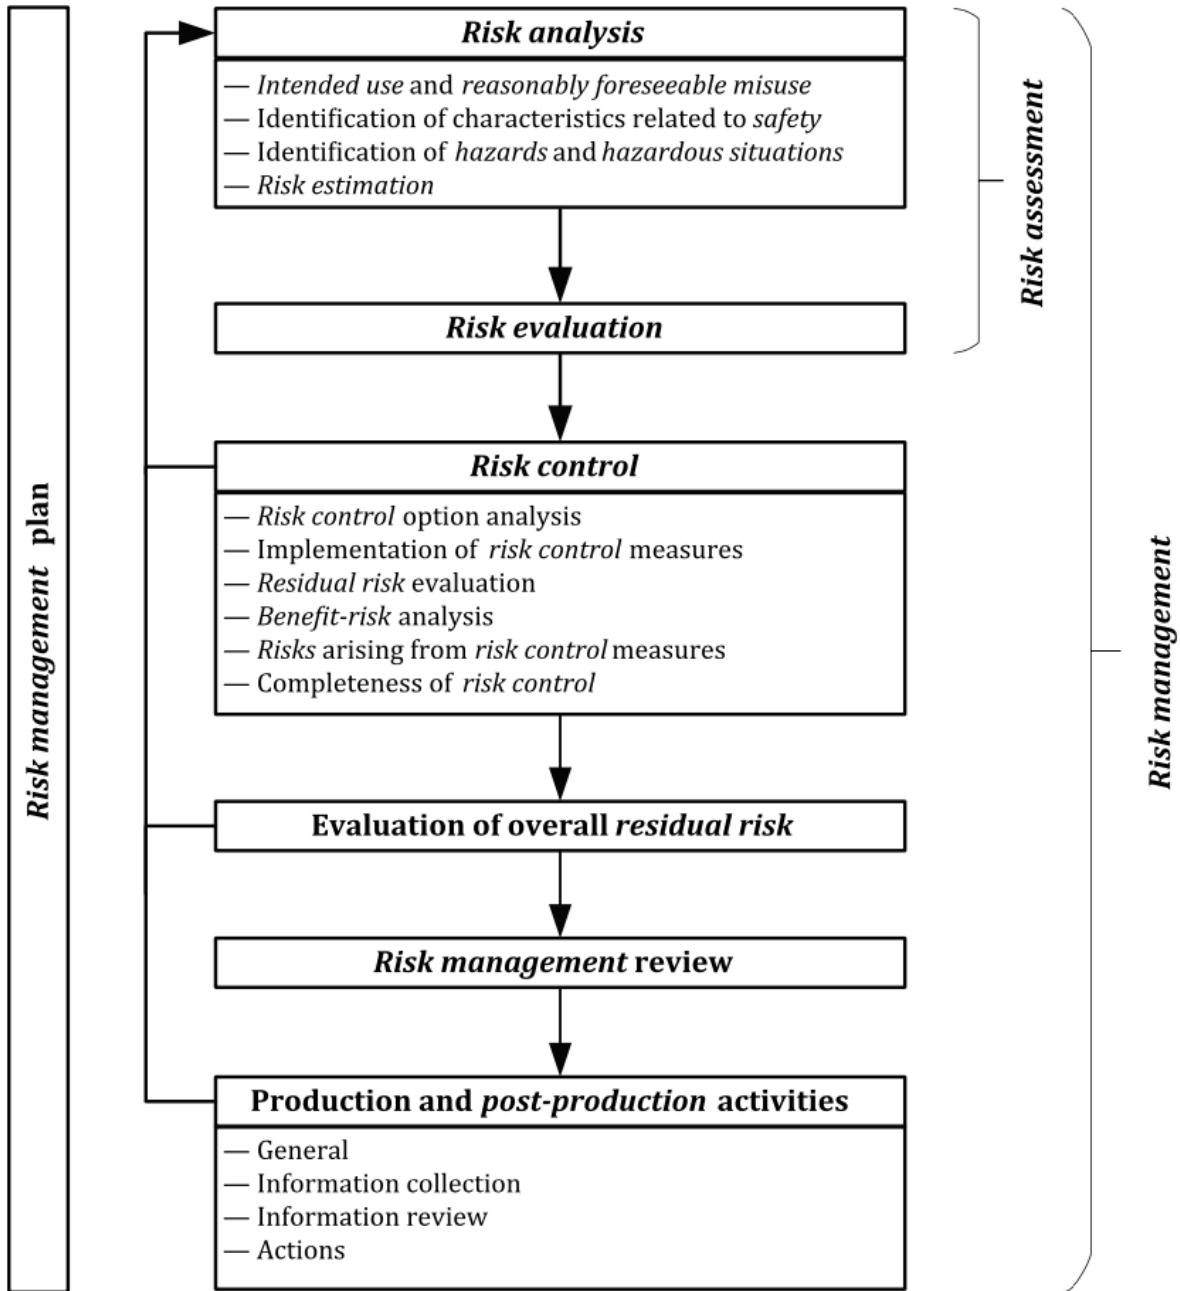 Risk management plan
Risk analysis
— Intended use and reasonably foreseeable misuse
— Identification of characteristics related to safety
— Identification of hazards and hazardous situations
— Risk estimation
Risk evaluation
Risk assessment
Risk control
— Risk control option analysis
— Implementation of risk control measures
— Residual risk evaluation
— Benefit-risk analysis
— Risks arising from risk control measures
— Completeness of risk control
Evaluation of overall residual risk
Risk management review
Production and post-production activities
— General
— Information collection
— Information review
— Actions
Risk management